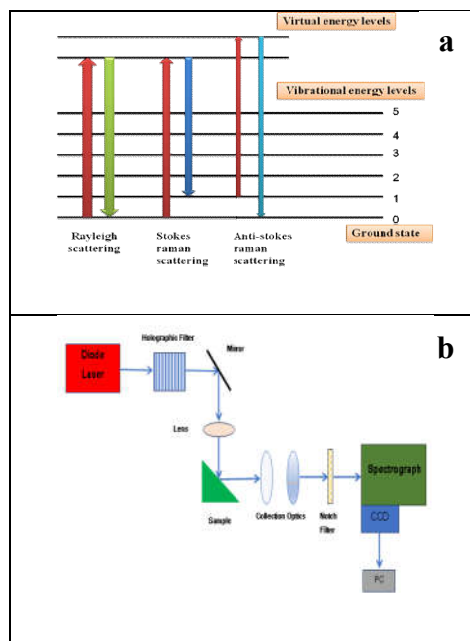 Virtual energy levels
a
Vibrational energy levels
5
4
3
2
1
0
Ground state
Rayleigh
scattering
Stokes
raman
scattering
Anti-stokes
raman
scattering
b
Holographic Filter
Mirror
Diode
Laser
Lens
Spectrograph
Sample
Collection Optics
Notch
Filter
CCD
PC